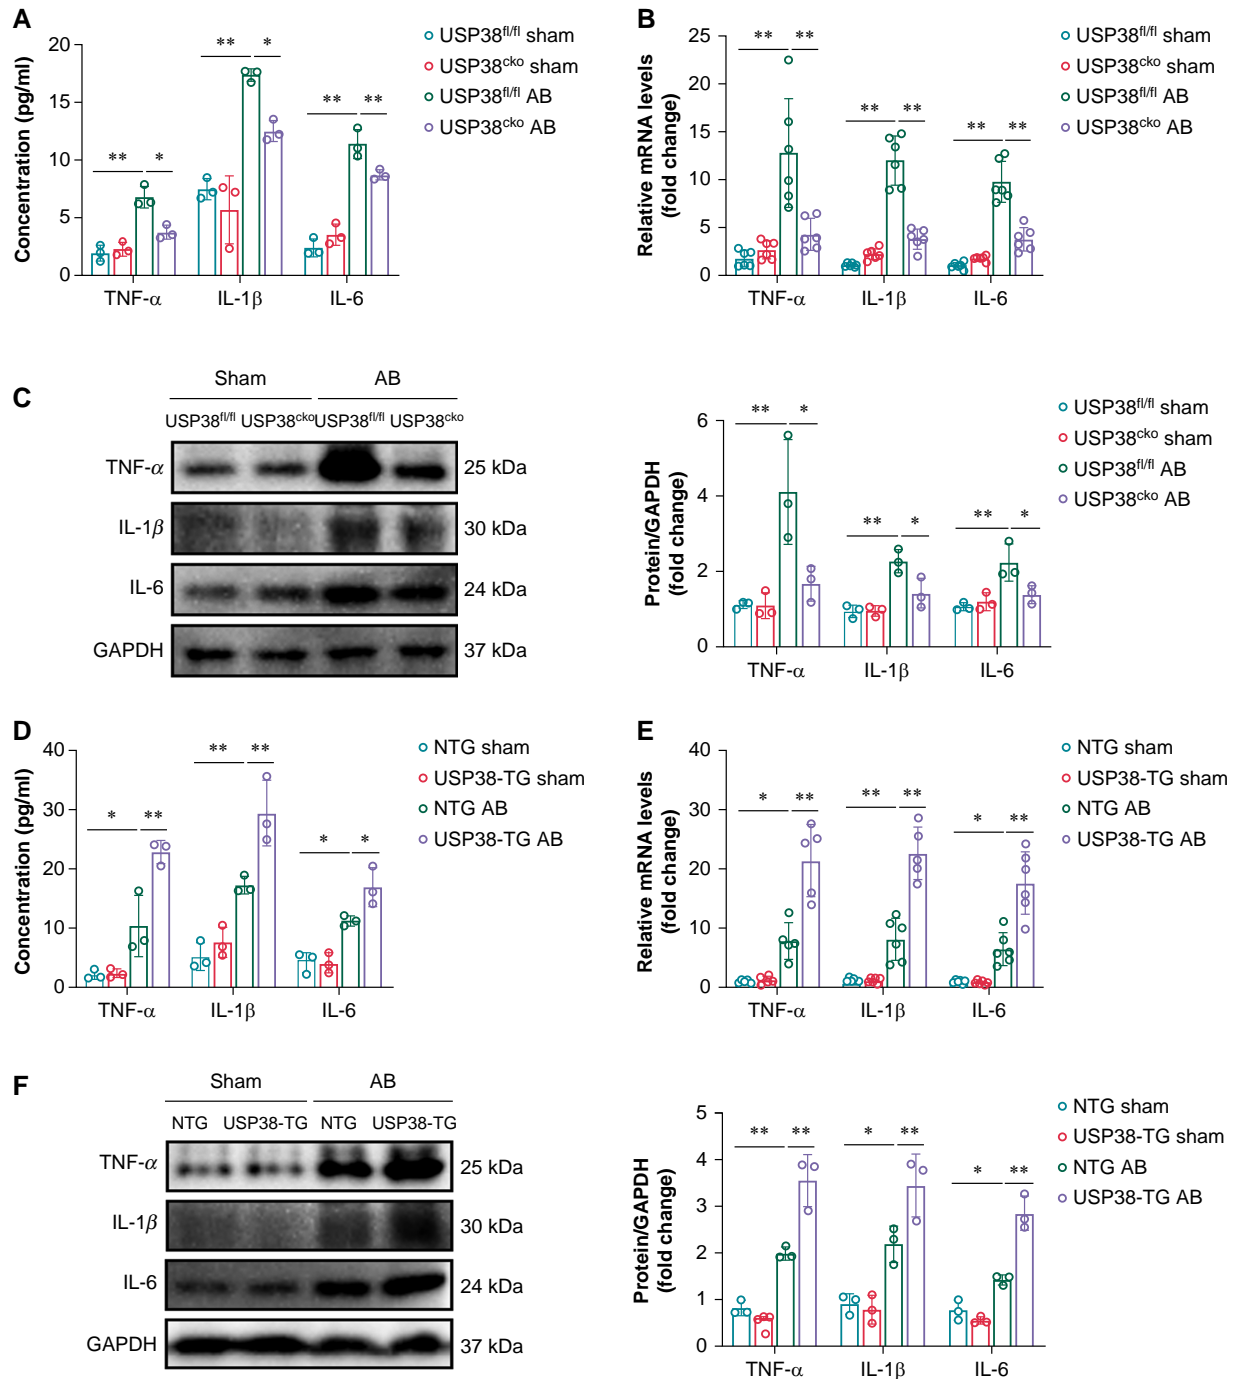 A
Concentration (pg/ml)
20
15
10
5
0
** * ** * ** **
TNF-α IL-1β IL-6
USP38fl/fl sham
USP38cko sham
USP38fl/fl AB
USP38cko AB
B
Relative mRNA levels
(fold change)
25
20
15
10
5
0
** ** ** ** ** **
TNF-α IL-1β IL-6
USP38fl/fl sham
USP38cko sham
USP38fl/fl AB
USP38cko AB
C
Sham AB
USP38fl/fl USP38cko USP38fl/fl USP38cko
TNF-α 25 kDa
IL-1β 30 kDa
IL-6 24 kDa
GAPDH 37 kDa
Protein/GAPDH
(fold change)
6
4
2
0
** * ** * ** *
TNF-α IL-1β IL-6
USP38fl/fl sham
USP38cko sham
USP38fl/fl AB
USP38cko AB
D
Concentration (pg/ml)
40
30
20
10
0
* ** ** ** * *
TNF-α IL-1β IL-6
NTG sham
USP38-TG sham
NTG AB
USP38-TG AB
E
Relative mRNA levels
(fold change)
40
30
20
10
0
* ** ** ** * **
TNF-α IL-1β IL-6
NTG sham
USP38-TG sham
NTG AB
USP38-TG AB
F
Sham AB
NTG USP38-TG NTG USP38-TG
TNF-α 25 kDa
IL-1β 30 kDa
IL-6 24 kDa
GAPDH 37 kDa
Protein/GAPDH
(fold change)
5
4
3
2
1
0
** ** * ** * **
TNF-α IL-1β IL-6
NTG sham
USP38-TG sham
NTG AB
USP38-TG AB